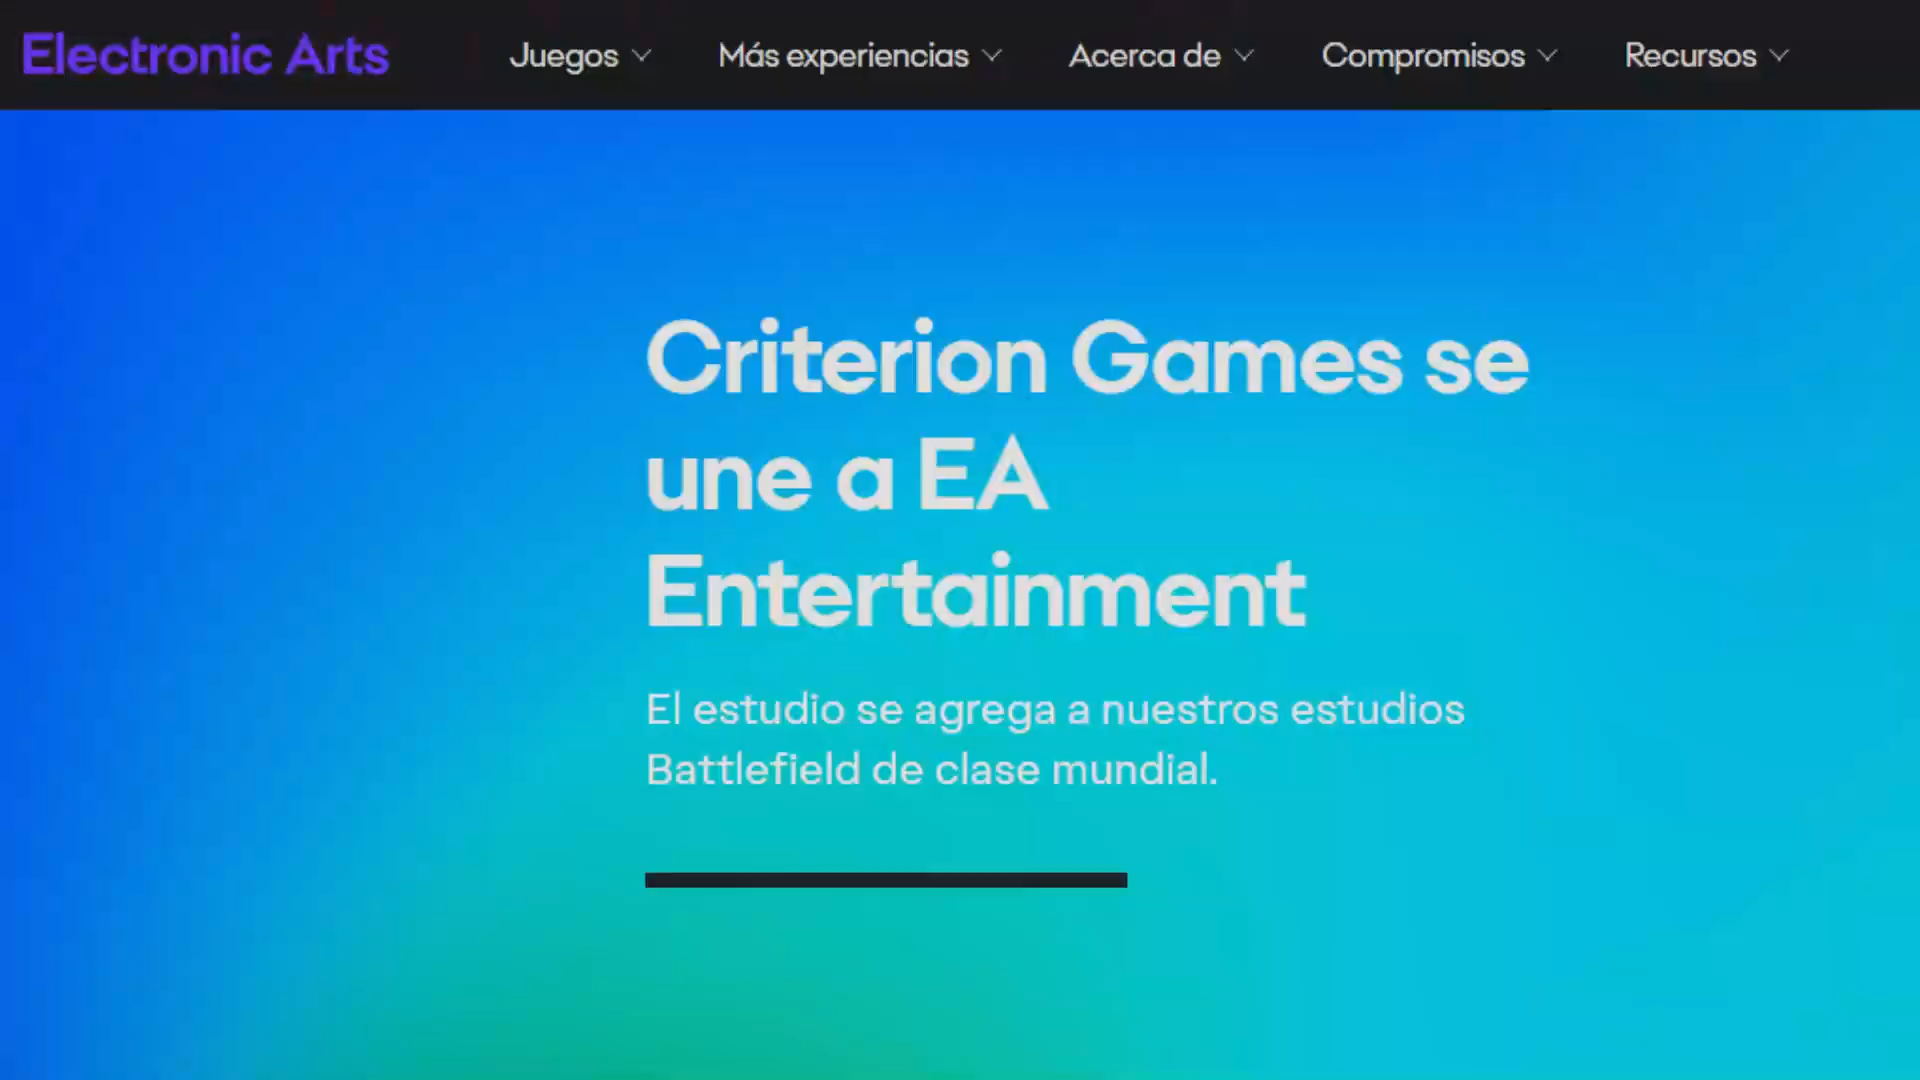 Electronic Arts Juegos Más experiencias Acerca de Compromisos Recursos
Criterion Games se
une a EA
Entertainment
El estudio se agrega a nuestros estudios
Battlefield de clase mundial.